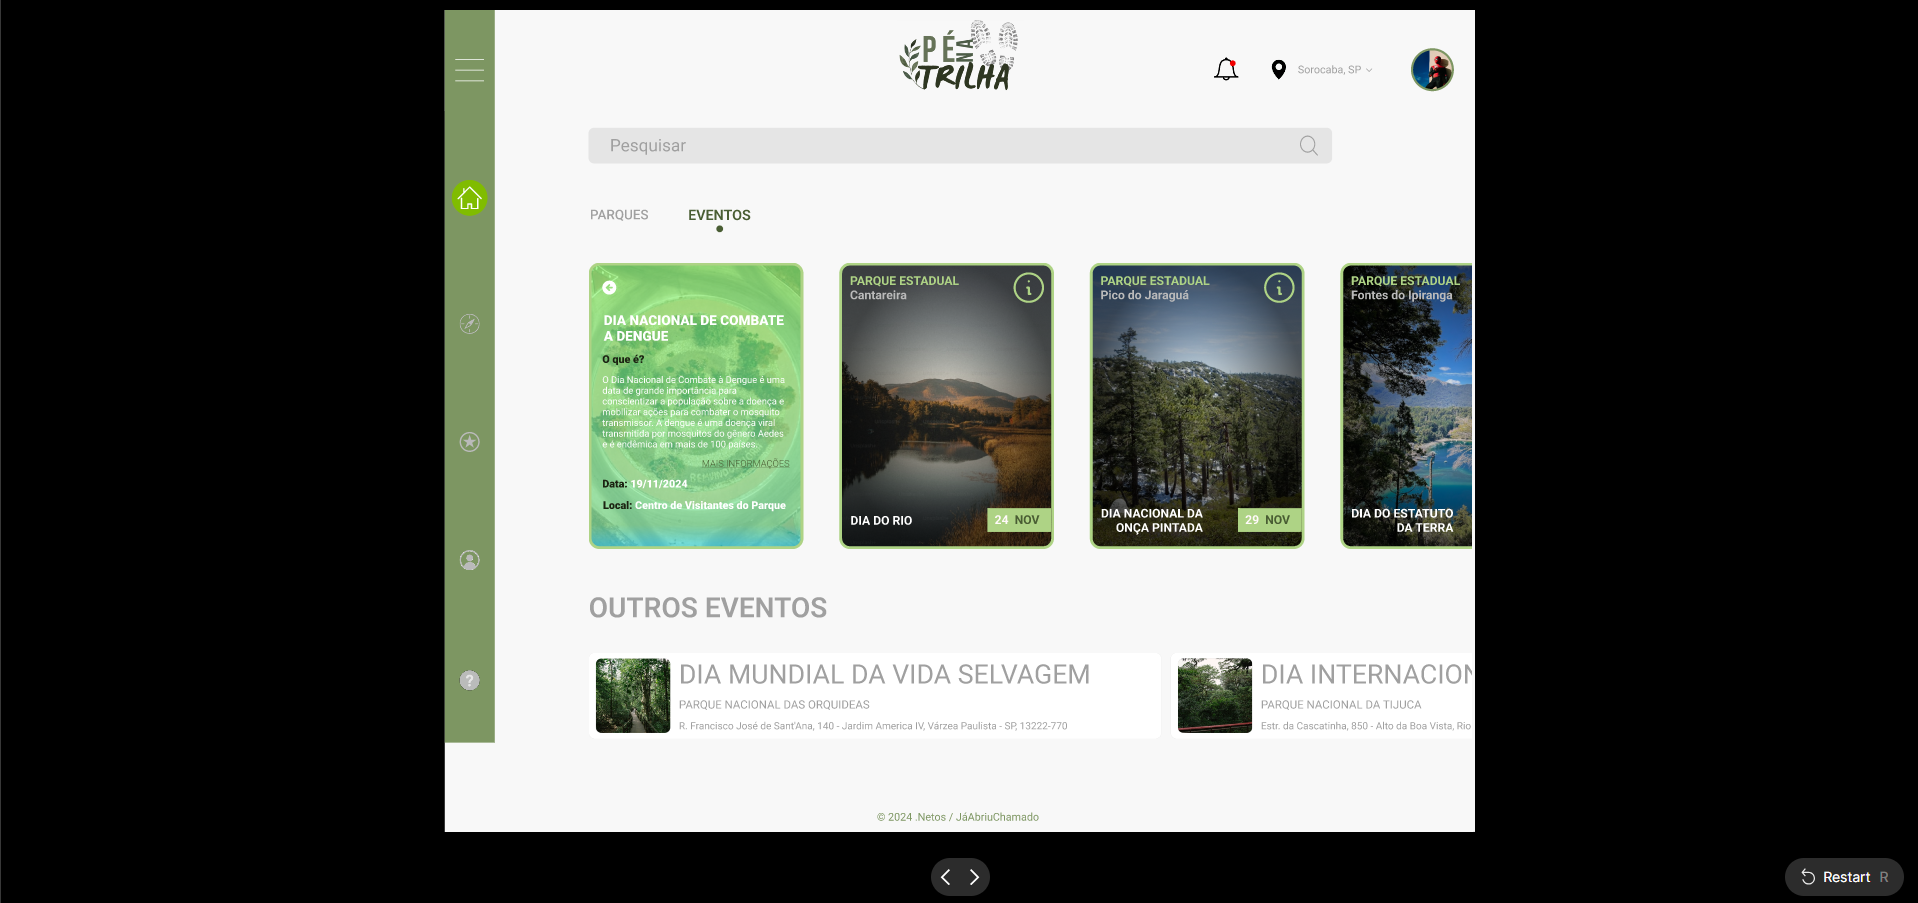 PÉ NA
TRILHA
Sorocaba, SP
Pesquisar
PARQUES
EVENTOS
DIA NACIONAL DE COMBATE
A DENGUE
O que é?
O Dia Nacional de Combate à Dengue é uma
data de grande importância para
conscientizar a população sobre a doença e
mobilizar ações para combater o mosquito
transmissor. A dengue é uma doença viral
transmitida por mosquitos do gênero Aedes
e é endêmica em mais de 100 países.
MAIS INFORMAÇÕES
Data: 19/11/2024
Local: Centro de Visitantes do Parque
PARQUE ESTADUAL
Cantareira
i
DIA DO RIO
24 NOV
PARQUE ESTADUAL
Pico do Jaraguá
i
DIA NACIONAL DA
ONÇA PINTADA
29 NOV
PARQUE ESTADUAL
Fontes do Ipiranga
DIA DO ESTATUTO
DA TERRA
OUTROS EVENTOS
DIA MUNDIAL DA VIDA SELVAGEM
PARQUE NACIONAL DAS ORQUIDEAS
R. Francisco José de Sant'Ana, 140 - Jardim America IV, Várzea Paulista - SP, 13222-770
DIA INTERNACION
PARQUE NACIONAL DA TIJUCA
Estr. da Cascatinha, 850 - Alto da Boa Vista, Rio
?
© 2024 .Netos / JáAbriuChamado
Restart R